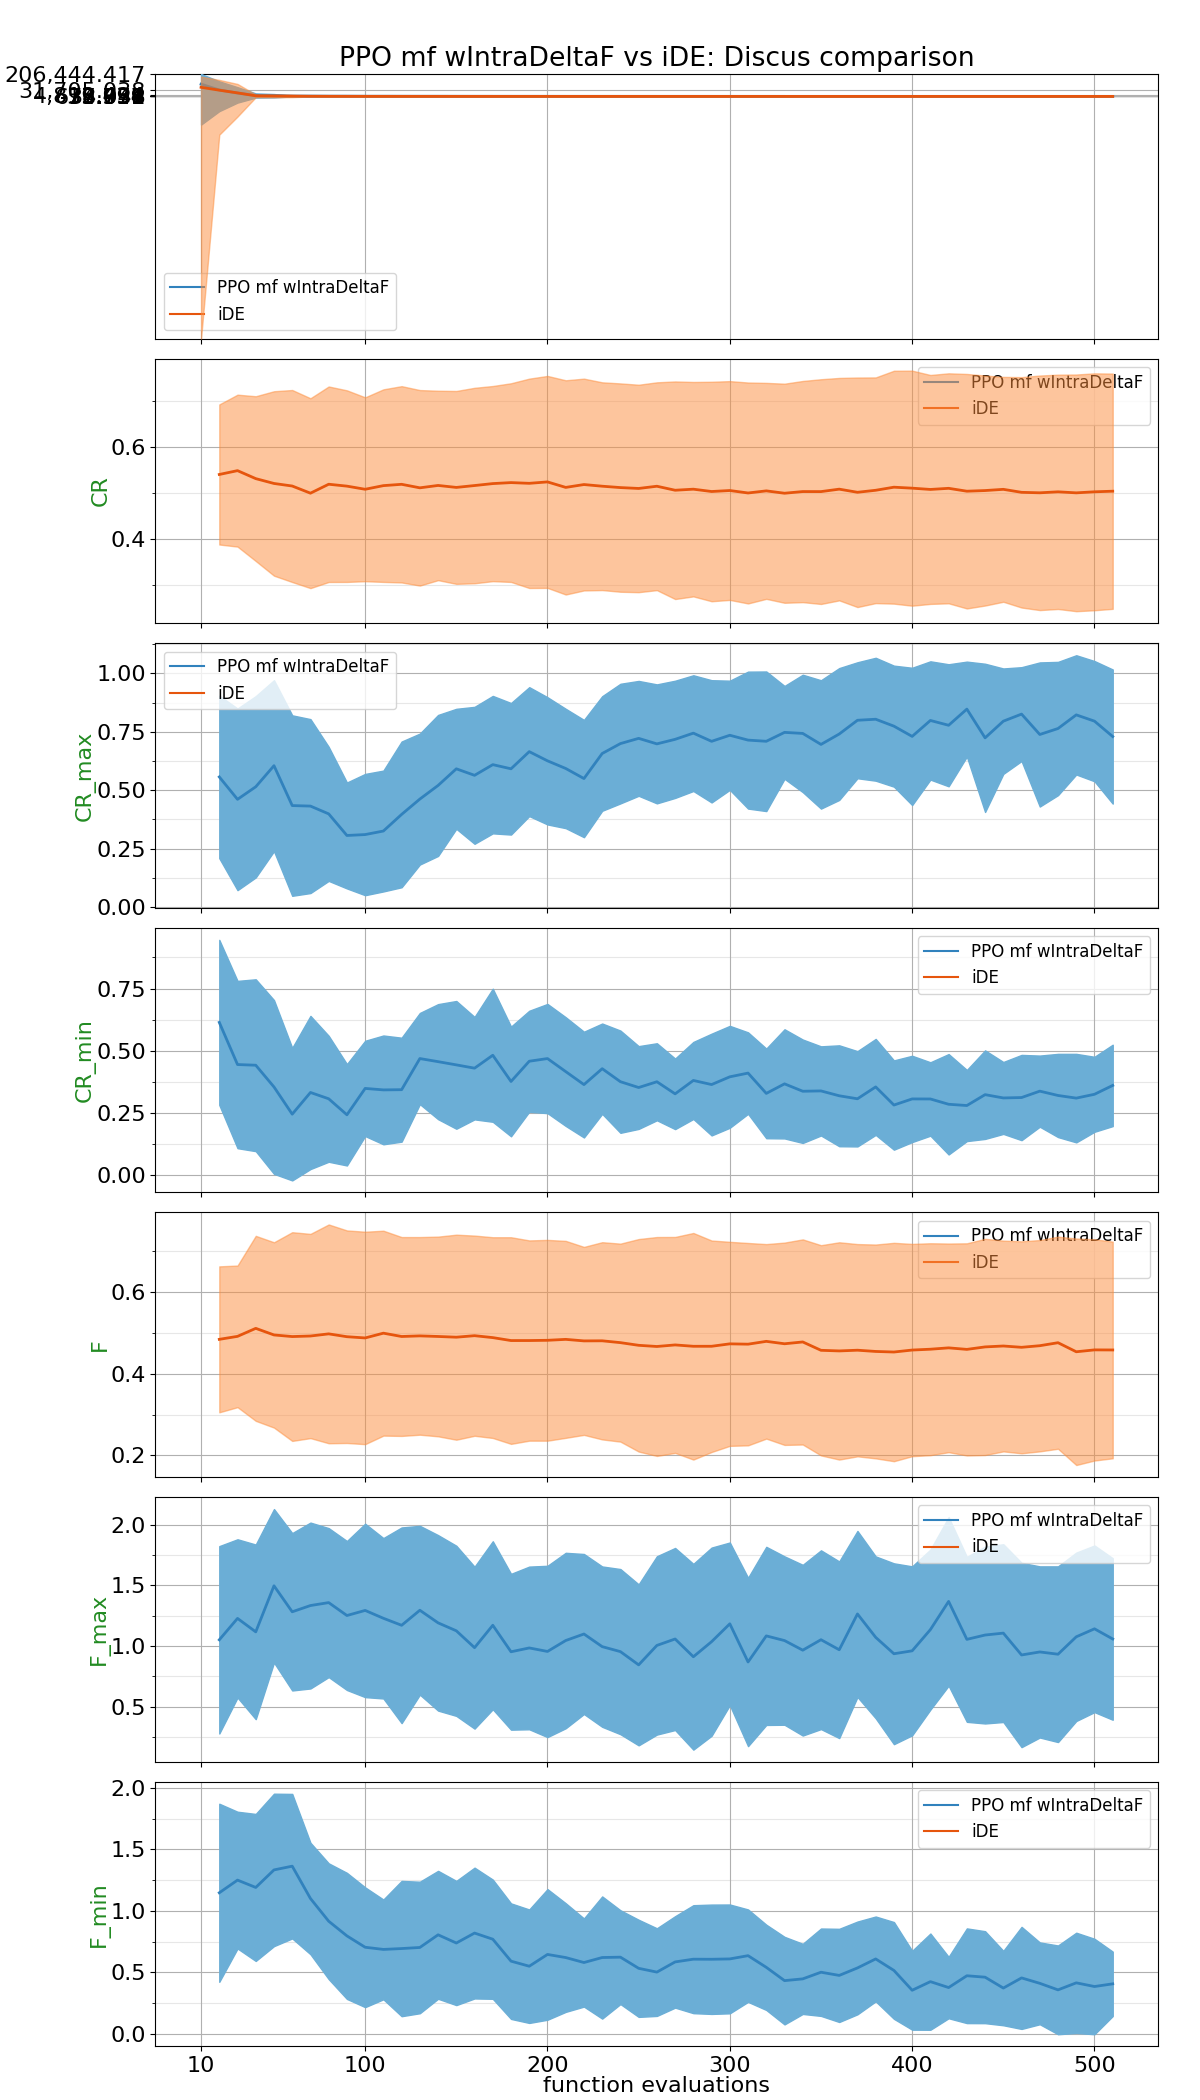 PPO mf wIntraDeltaF vs iDE: Discus comparison
206,444.417
PPO mf wIntraDeltaF
iDE
PPO mf wIntraDeltaF
iDE
0.6
0.4
CR
PPO mf wIntraDeltaF
iDE
1.00
0.75
0.50
0.25
0.00
CR_max
PPO mf wIntraDeltaF
iDE
0.75
0.50
0.25
0.00
CR_min
PPO mf wIntraDeltaF
iDE
0.6
0.4
0.2
F
PPO mf wIntraDeltaF
iDE
2.0
1.5
1.0
0.5
F_max
PPO mf wIntraDeltaF
iDE
2.0
1.5
1.0
0.5
0.0
F_min
10 100 200 300 400 500
function evaluations